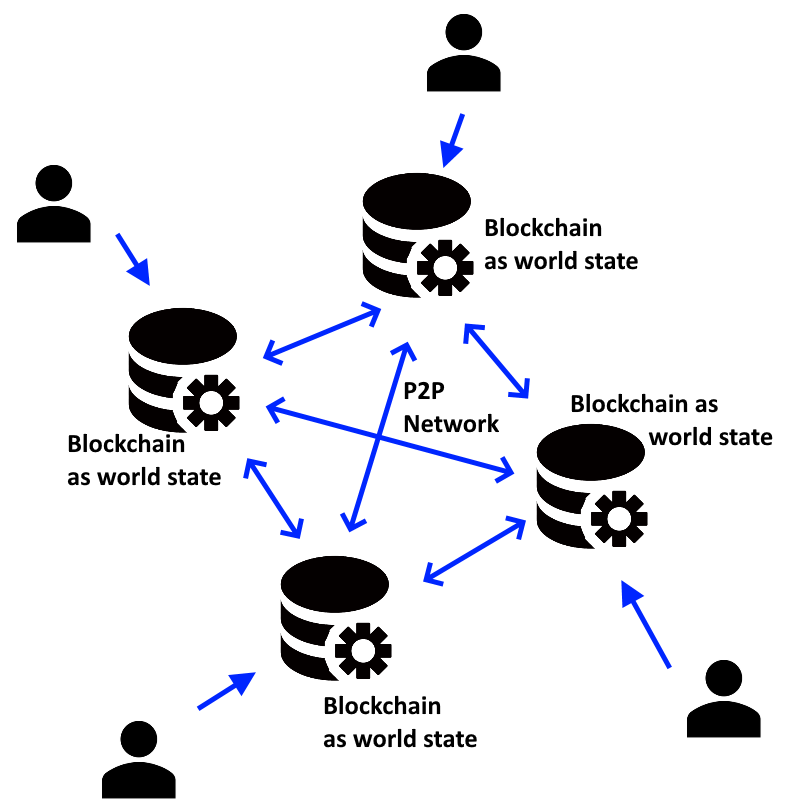 Blockchain
as world state
P2P
Network
Blockchain as
world state
Blockchain
as world state
Blockchain
as world state